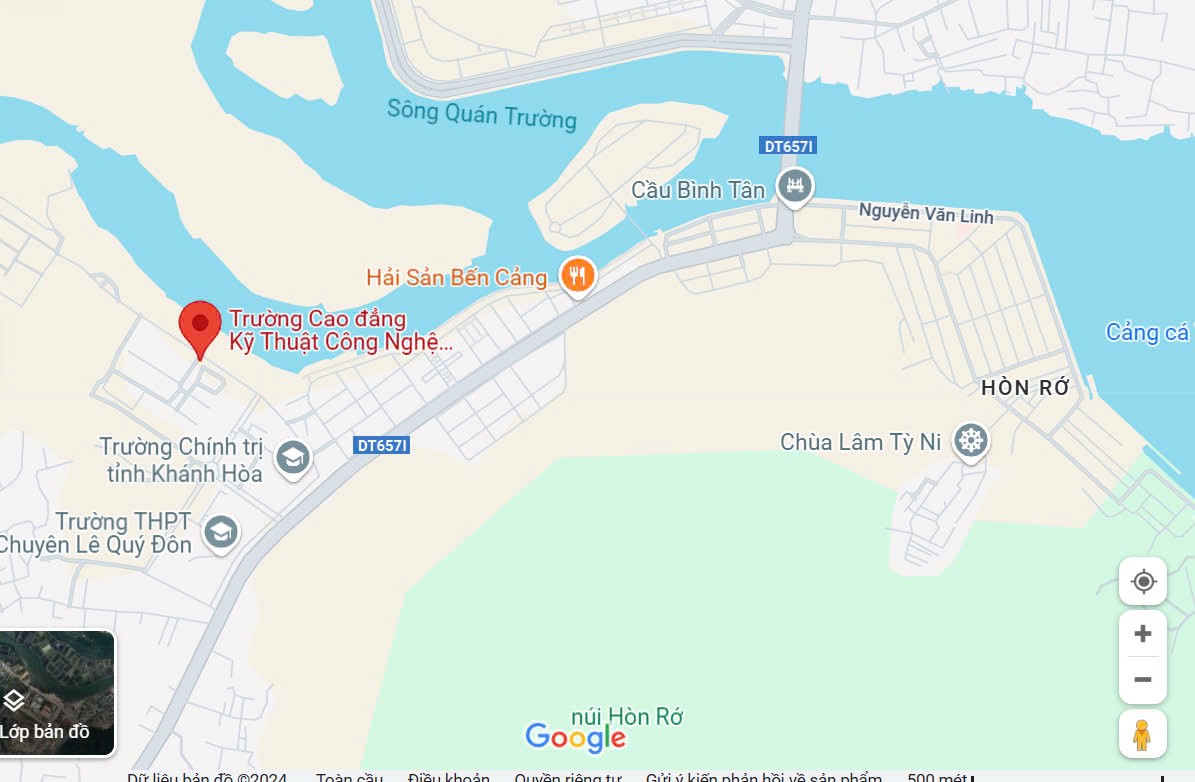 Sông Quán Trường
DT657I
Cầu Bình Tân
Nguyễn Văn Linh
Hải Sản Bến Cảng
Trường Cao đẳng
Kỹ Thuật Công Nghệ...
Cảng cá
HÒN RỚ
Trường Chính trị
tỉnh Khánh Hòa
DT657I
Chùa Lâm Tỳ Ni
Trường THPT
Chuyên Lê Quý Đôn
núi Hòn Rớ
Google
Lớp bản đồ
Dữ liệu bản đồ ©2024 Toàn cầu Điều khoản Quyền riêng tư Gửi ý kiến phản hồi về sản phẩm 500 mét